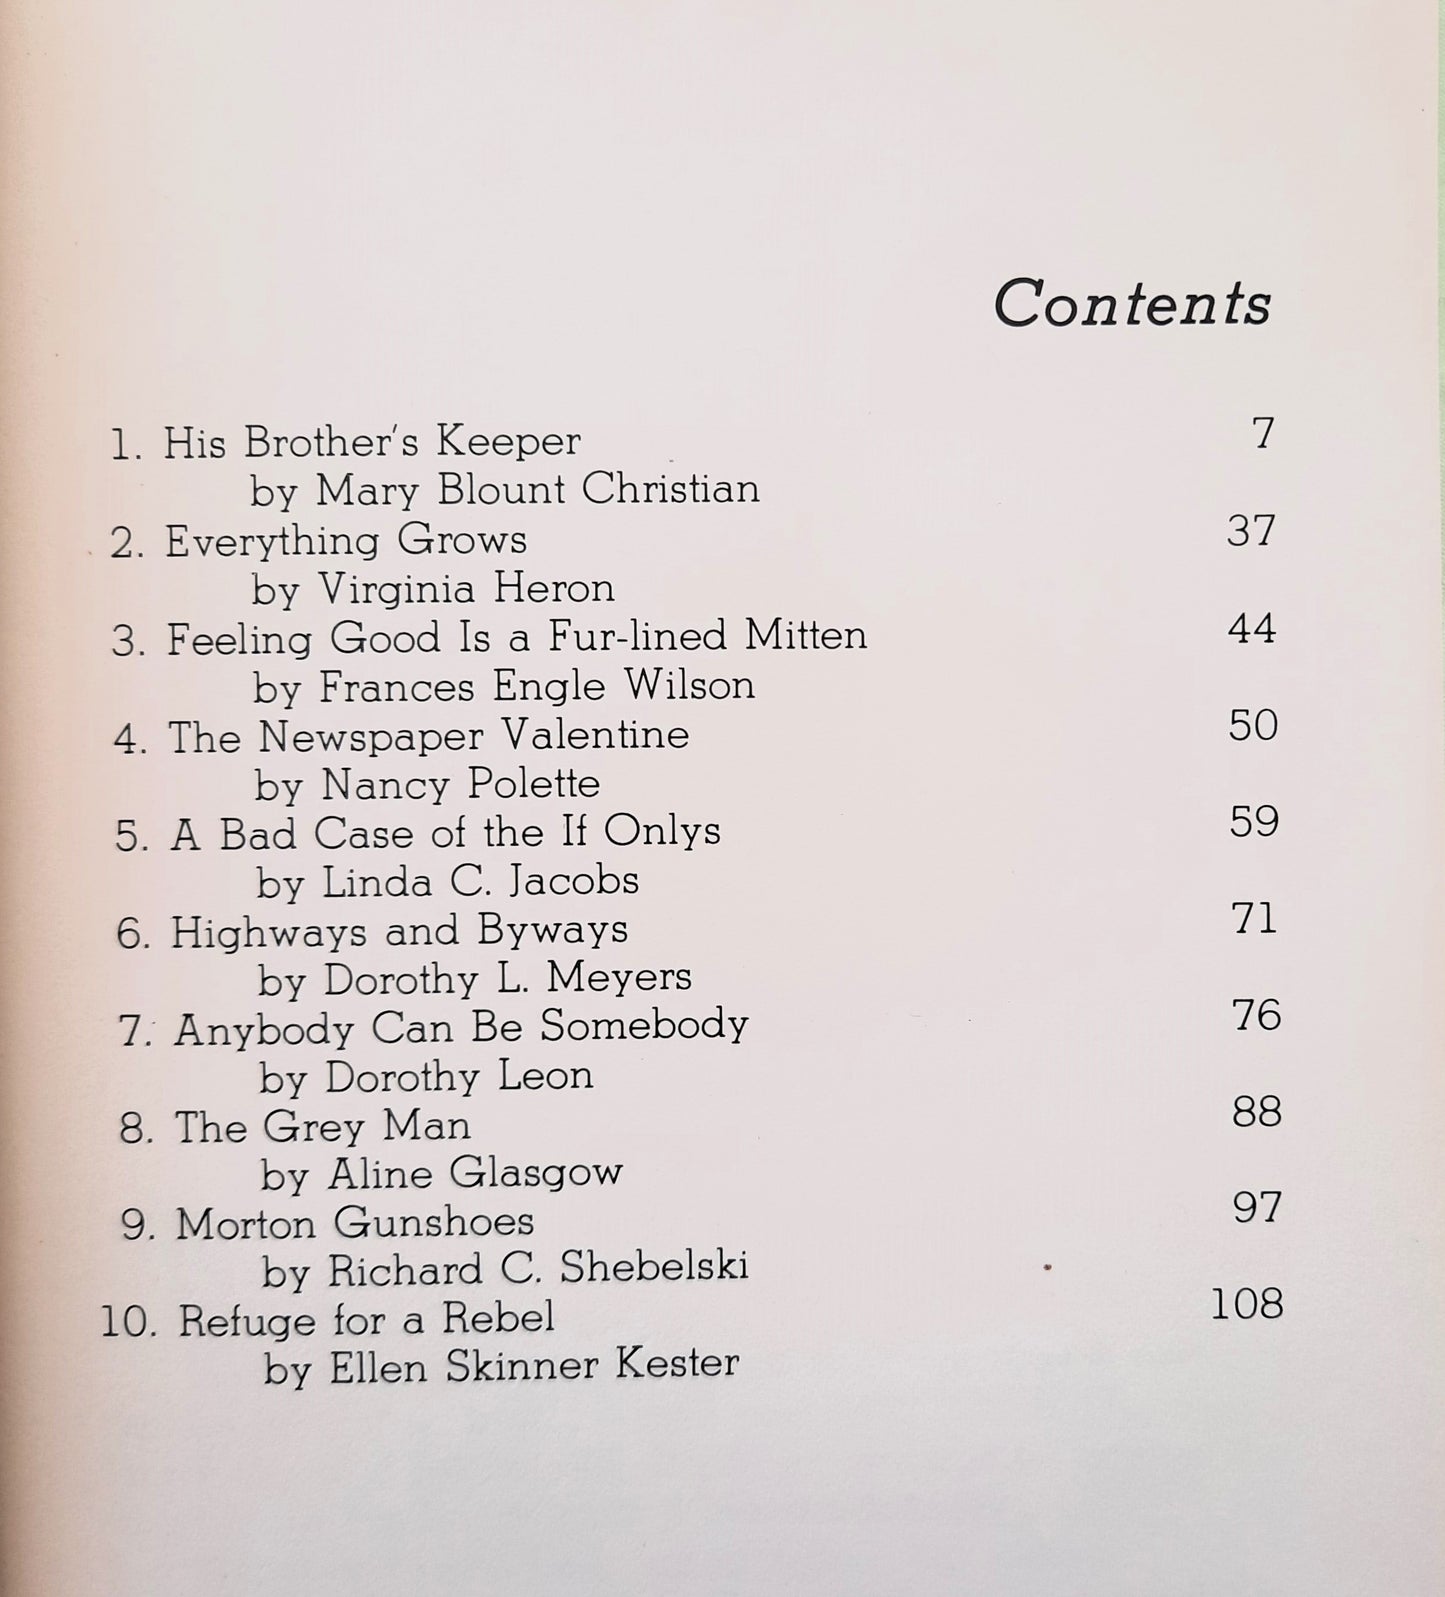 Contents
1. His Brother's Keeper 7
by Mary Blount Christian
2. Everything Grows 37
by Virginia Heron
3. Feeling Good Is a Fur-lined Mitten 44
by Frances Engle Wilson
4. The Newspaper Valentine 50
by Nancy Polette
5. A Bad Case of the If Onlys 59
by Linda C. Jacobs
6. Highways and Byways 71
by Dorothy L. Meyers
7. Anybody Can Be Somebody 76
by Dorothy Leon
8. The Grey Man 88
by Aline Glasgow
9. Morton Gunshoes 97
by Richard C. Shebelski
10. Refuge for a Rebel 108
by Ellen Skinner Kester